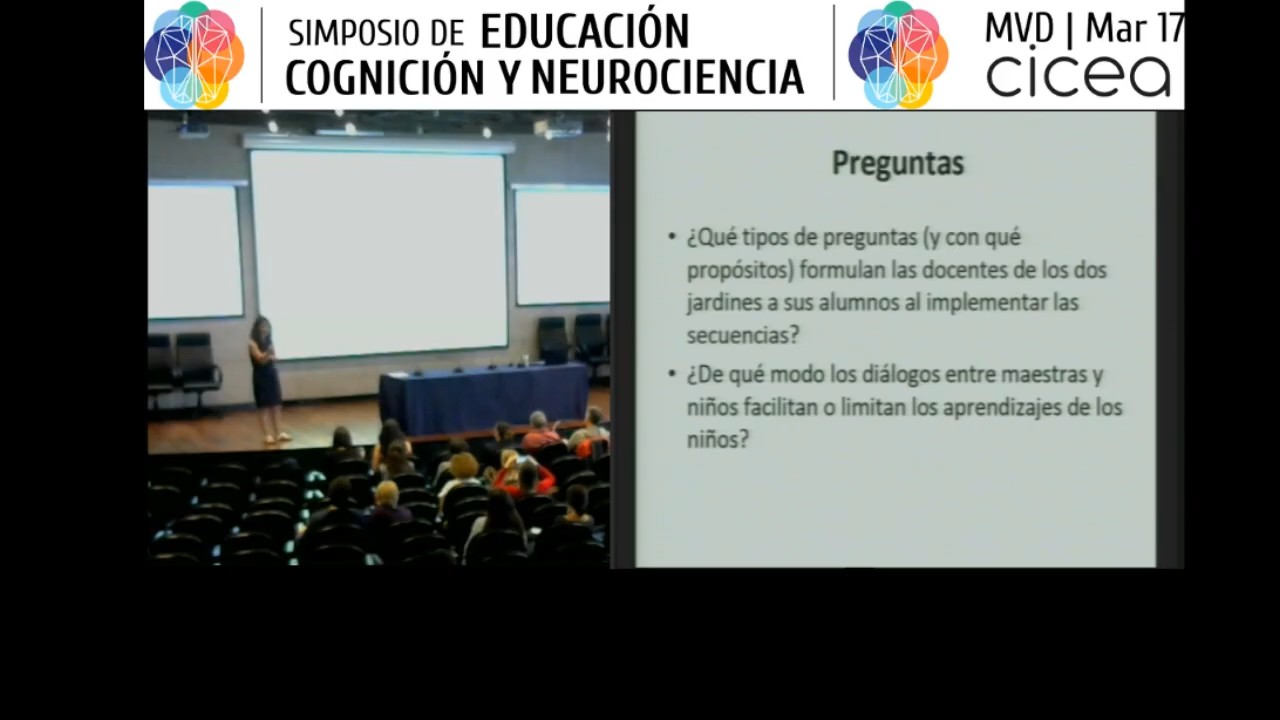 SIMPOSIO DE EDUCACIÓN
COGNICIÓN Y NEUROCIENCIA
MVD | Mar 17
cicea
Preguntas
• ¿Qué tipos de preguntas (y con qué
propósitos) formulan las docentes de los dos
jardines a sus alumnos al implementar las
secuencias?
• ¿De qué modo los diálogos entre maestras y
niños facilitan o limitan los aprendizajes de los
niños?